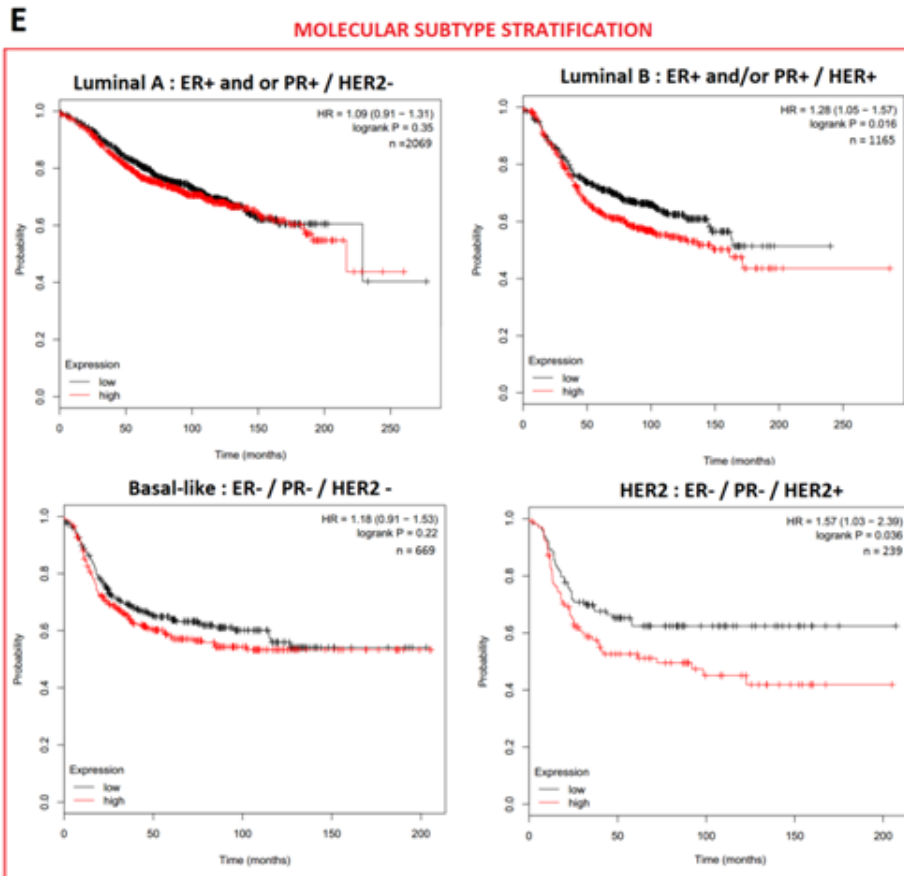 E
MOLECULAR SUBTYPE STRATIFICATION
Luminal A : ER+ and or PR+ / HER2-
HR = 1.09 (0.91 − 1.31)
logrank P = 0.35
n =2069
Probability
1.0
0.8
0.6
0.4
0.2
0.0
Expression
low
high
0 50 100 150 200 250
Time (months)
Luminal B : ER+ and/or PR+ / HER+
HR = 1.28 (1.05 − 1.57)
logrank P = 0.016
n = 1165
Probability
1.0
0.8
0.6
0.4
0.2
0.0
Expression
low
high
0 50 100 150 200 250
Time (months)
Basal-like : ER- / PR- / HER2 -
HR = 1.18 (0.91 − 1.53)
logrank P = 0.22
n = 669
Probability
1.0
0.8
0.6
0.4
0.2
0.0
Expression
low
high
0 50 100 150 200
Time (months)
HER2 : ER- / PR- / HER2+
HR = 1.57 (1.03 − 2.39)
logrank P = 0.036
n = 239
Probability
1.0
0.8
0.6
0.4
0.2
0.0
Expression
low
high
0 50 100 150 200
Time (months)